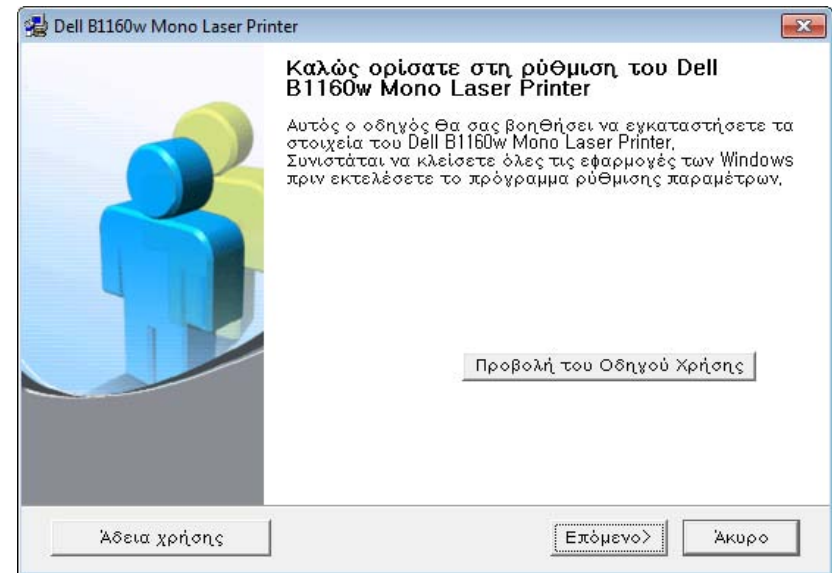 Dell B1160w Mono Laser Printer
Καλώς ορίσατε στη ρύθμιση του Dell
B1160w Mono Laser Printer
Αυτός ο οδηγός θα σας βοηθήσει να εγκαταστήσετε τα
στοιχεία του Dell B1160w Mono Laser Printer,
Συνιστάται να κλείσετε όλες τις εφαρμογές των Windows
πριν εκτελέσετε το πρόγραμμα ρύθμισης παραμέτρων,
Προβολή του Οδηγού Χρήσης
Άδεια χρήσης
Επόμενο>
Άκυρο